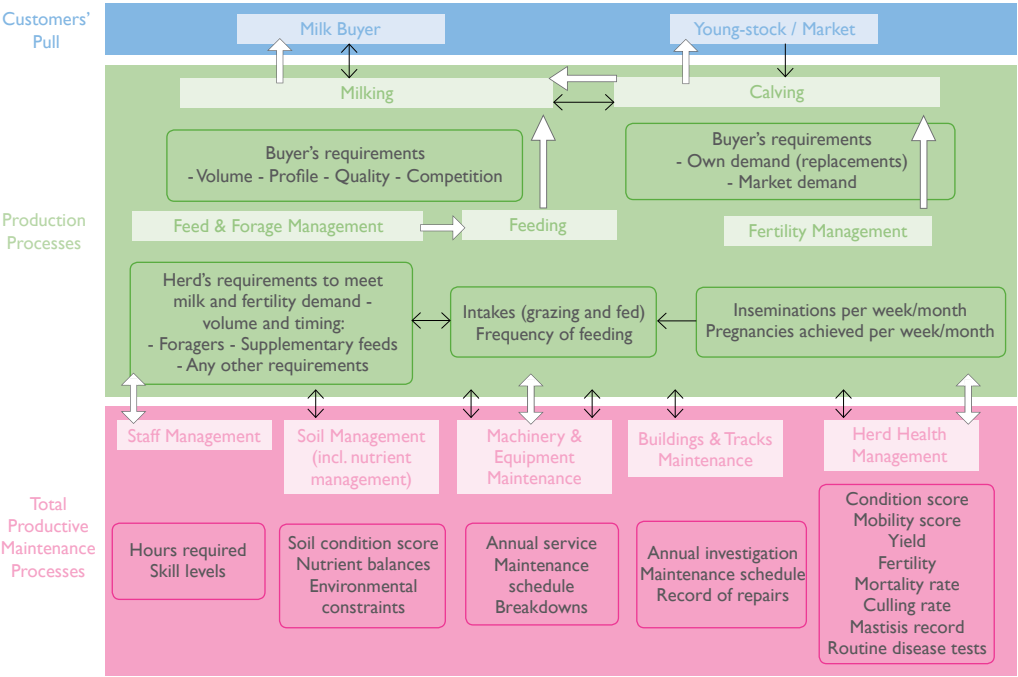 Customers’
Pull
Milk Buyer
Young-stock / Market
Production
Processes
Milking
Calving
Buyer’s requirements
- Volume - Profile - Quality - Competition
Buyer’s requirements
- Own demand (replacements)
- Market demand
Feed & Forage Management
Feeding
Fertility Management
Herd’s requirements to meet
milk and fertility demand -
volume and timing:
- Foragers - Supplementary feeds
- Any other requirements
Intakes (grazing and fed)
Frequency of feeding
Inseminations per week/month
Pregnancies achieved per week/month
Total
Productive
Maintenance
Processes
Staff Management
Soil Management
(incl. nutrient
management)
Machinery &
Equipment
Maintenance
Buildings & Tracks
Maintenance
Herd Health
Management
Hours required
Skill levels
Soil condition score
Nutrient balances
Environmental
constraints
Annual service
Maintenance
schedule
Breakdowns
Annual investigation
Maintenance schedule
Record of repairs
Condition score
Mobility score
Yield
Fertility
Mortality rate
Culling rate
Mastisis record
Routine disease tests